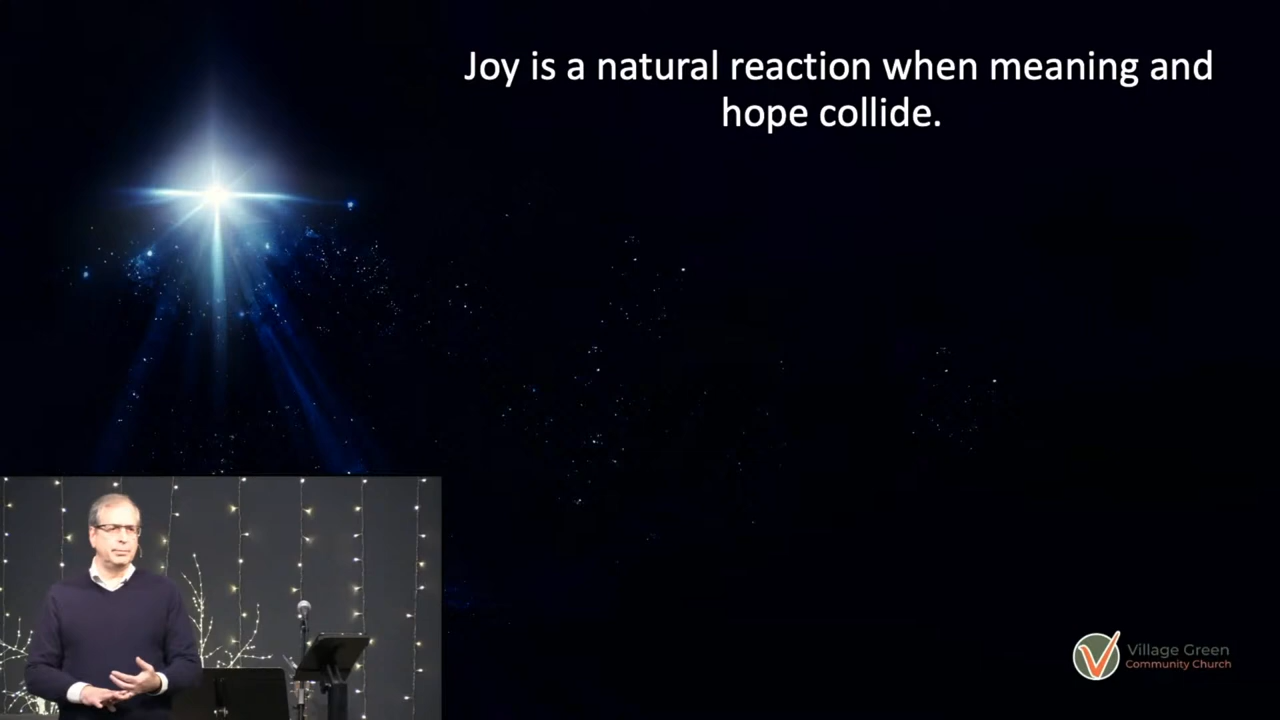 Joy is a natural reaction when meaning and
hope collide.
Village Green
Community Church